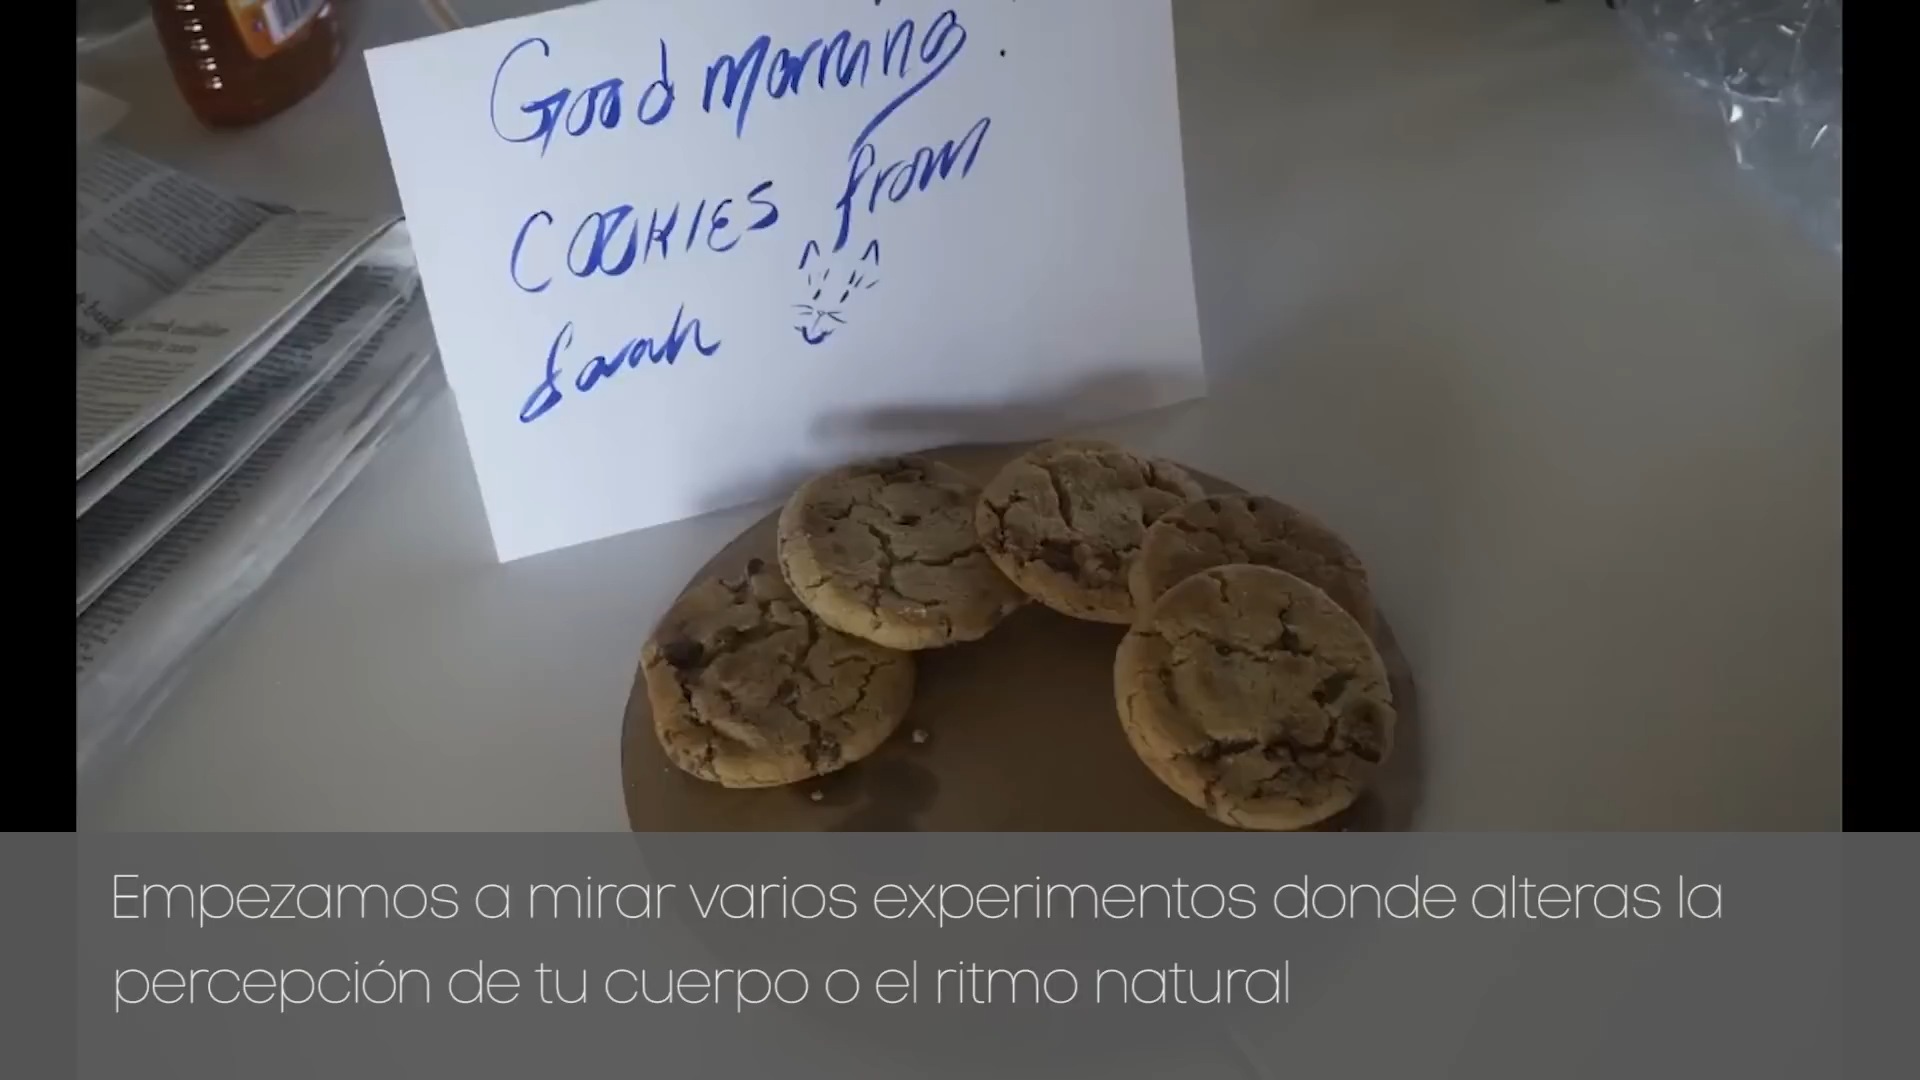 Good morning!
COOKIES from
Sarah
Empezamos a mirar varios experimentos donde alteras la
percepción de tu cuerpo o el ritmo natural